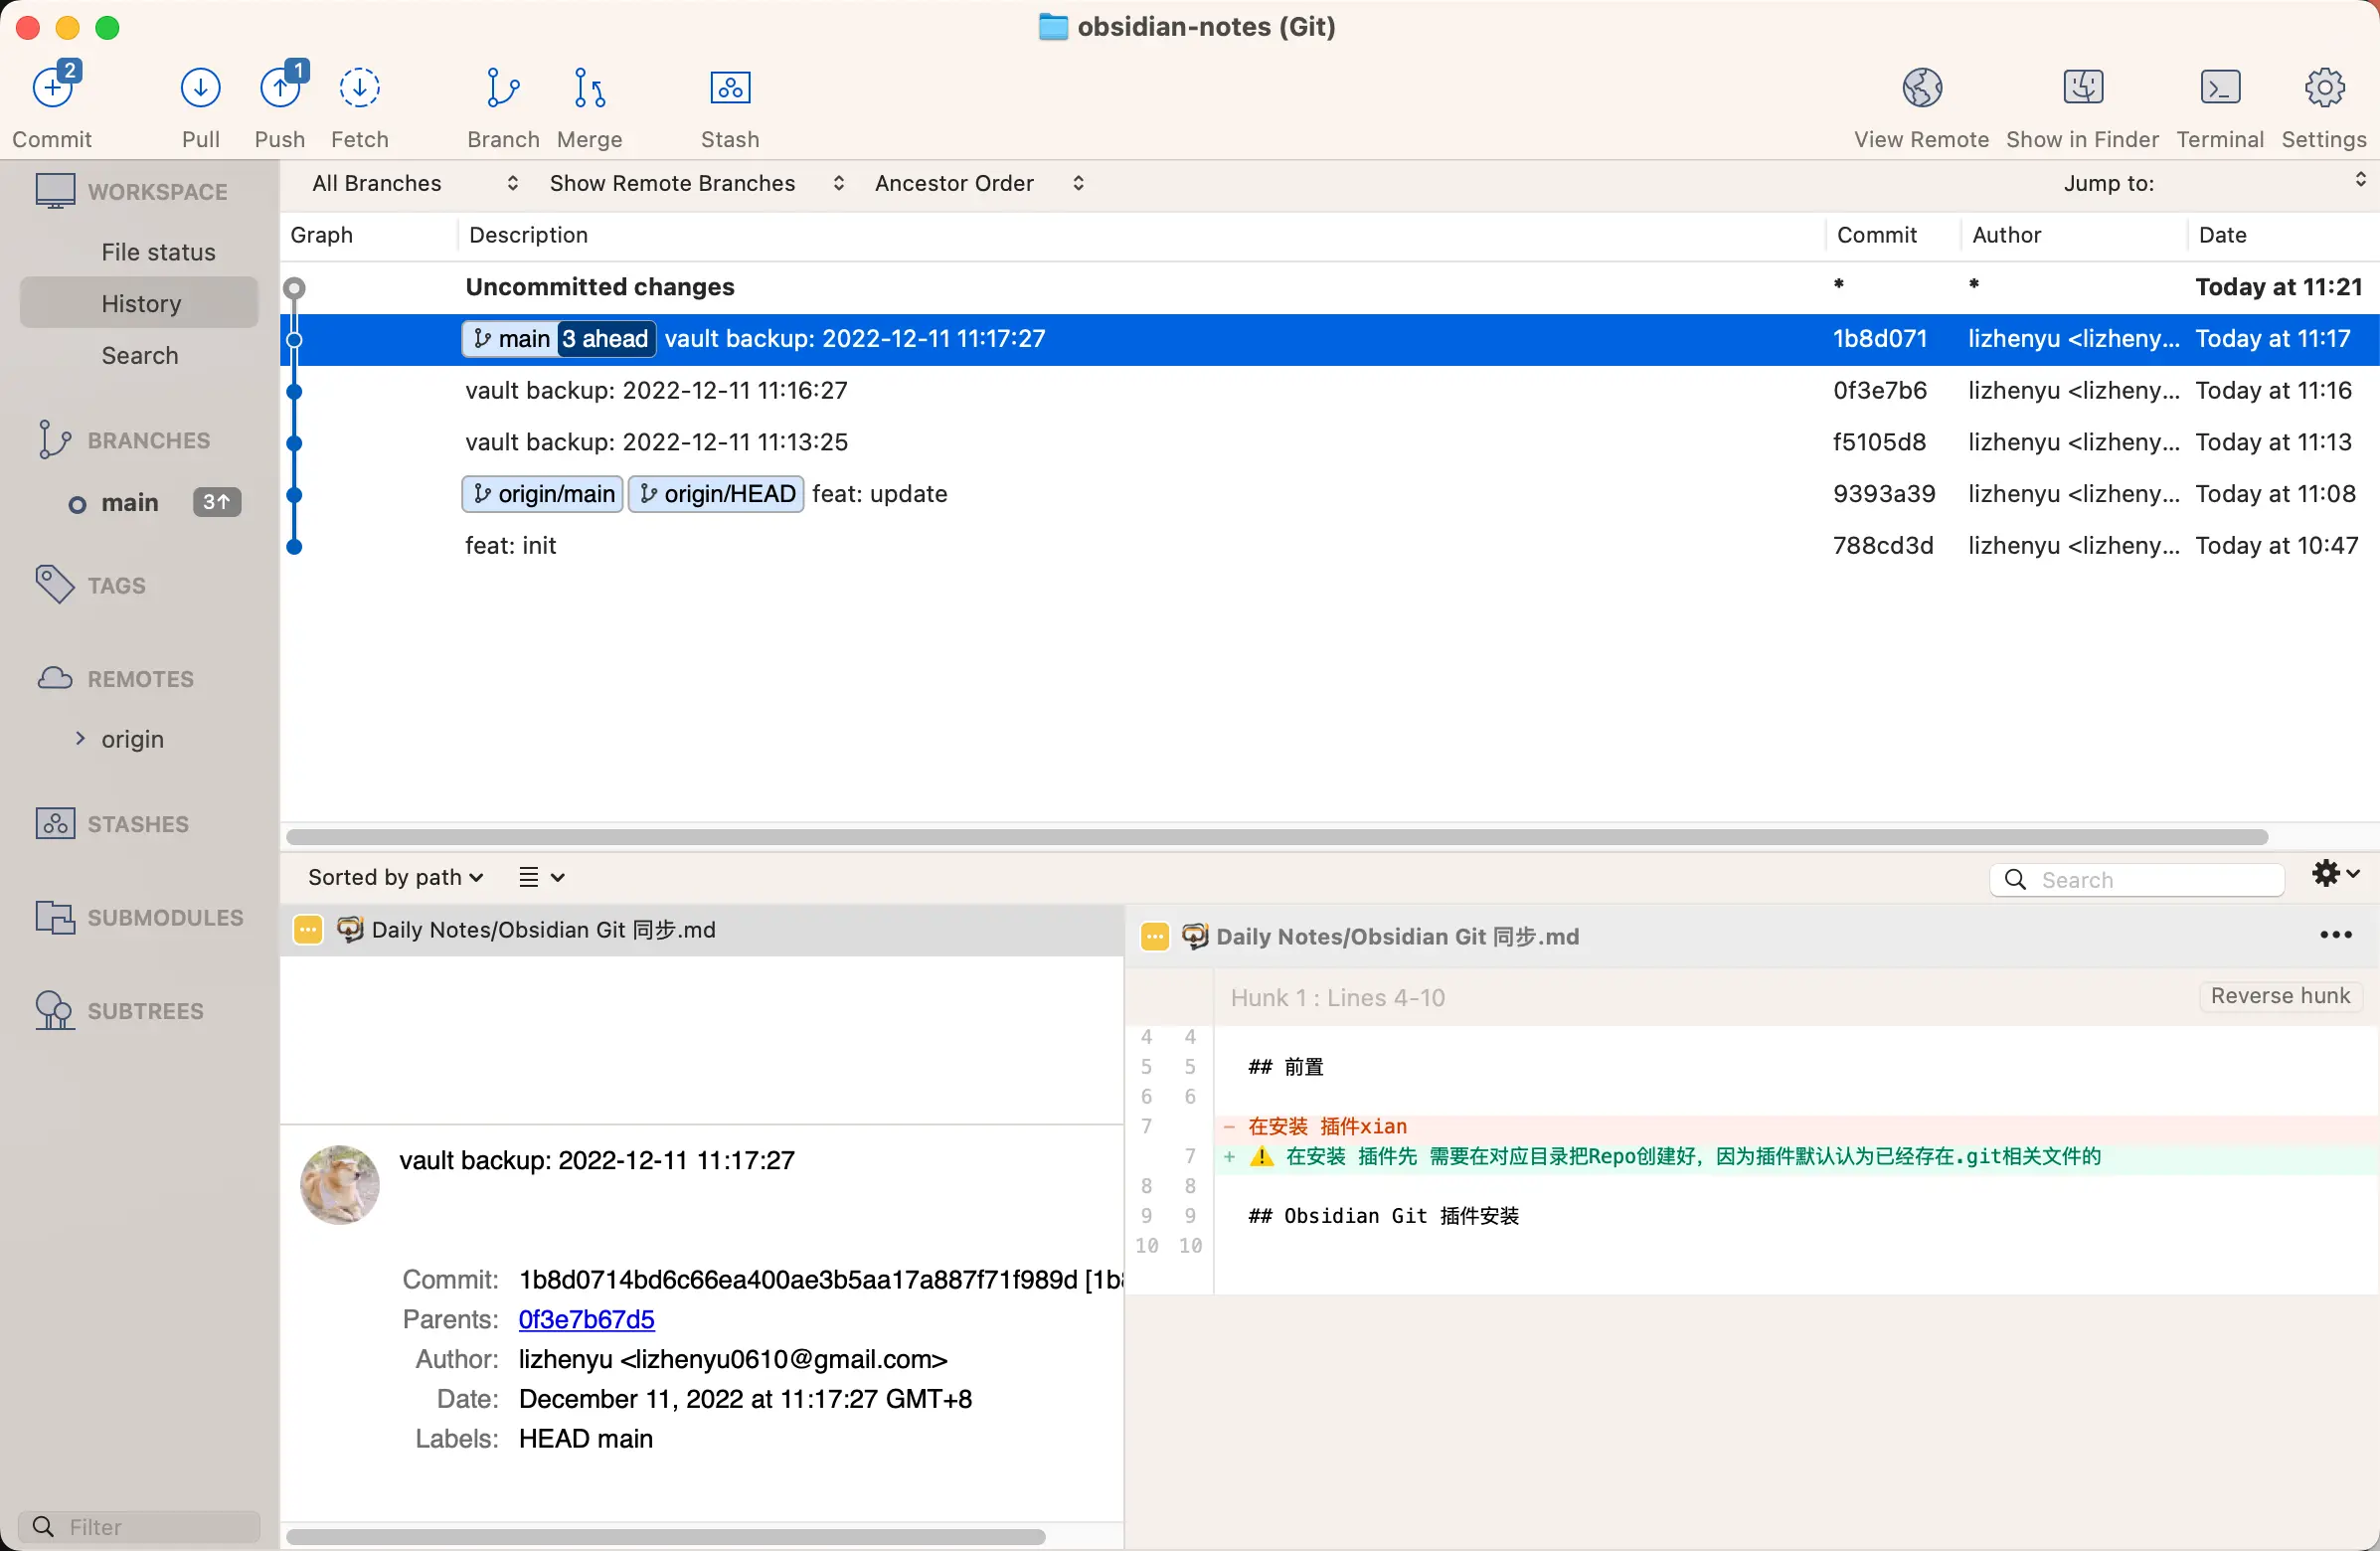 obsidian-notes (Git)
2
1
Commit Pull Push Fetch Branch Merge Stash View Remote Show in Finder Terminal Settings
WORKSPACE
File status
History
Search
BRANCHES
main 3↑
TAGS
REMOTES
origin
STASHES
SUBMODULES
SUBTREES
Filter
All Branches Show Remote Branches Ancestor Order Jump to:
Graph Description Commit Author Date
Uncommitted changes * * Today at 11:21
main 3 ahead vault backup: 2022-12-11 11:17:27 1b8d071 lizhenyu <lizheny... Today at 11:17
vault backup: 2022-12-11 11:16:27 0f3e7b6 lizhenyu <lizheny... Today at 11:16
vault backup: 2022-12-11 11:13:25 f5105d8 lizhenyu <lizheny... Today at 11:13
origin/main origin/HEAD feat: update 9393a39 lizhenyu <lizheny... Today at 11:08
feat: init 788cd3d lizhenyu <lizheny... Today at 10:47
Sorted by path Search
Daily Notes/Obsidian Git 同步.md
vault backup: 2022-12-11 11:17:27
Commit: 1b8d0714bd6c66ea400ae3b5aa17a887f71f989d [1b8
Parents: 0f3e7b67d5
Author: lizhenyu <lizhenyu0610@gmail.com>
Date: December 11, 2022 at 11:17:27 GMT+8
Labels: HEAD main
Daily Notes/Obsidian Git 同步.md
Hunk 1 : Lines 4-10 Reverse hunk
4 4
5 5 ## 前置
6 6
7 - 在安装 插件xian
7 + ⚠️ 在安装 插件先 需要在对应目录把Repo创建好，因为插件默认认为已经存在.git相关文件的
8 8
9 9 ## Obsidian Git 插件安装
10 10